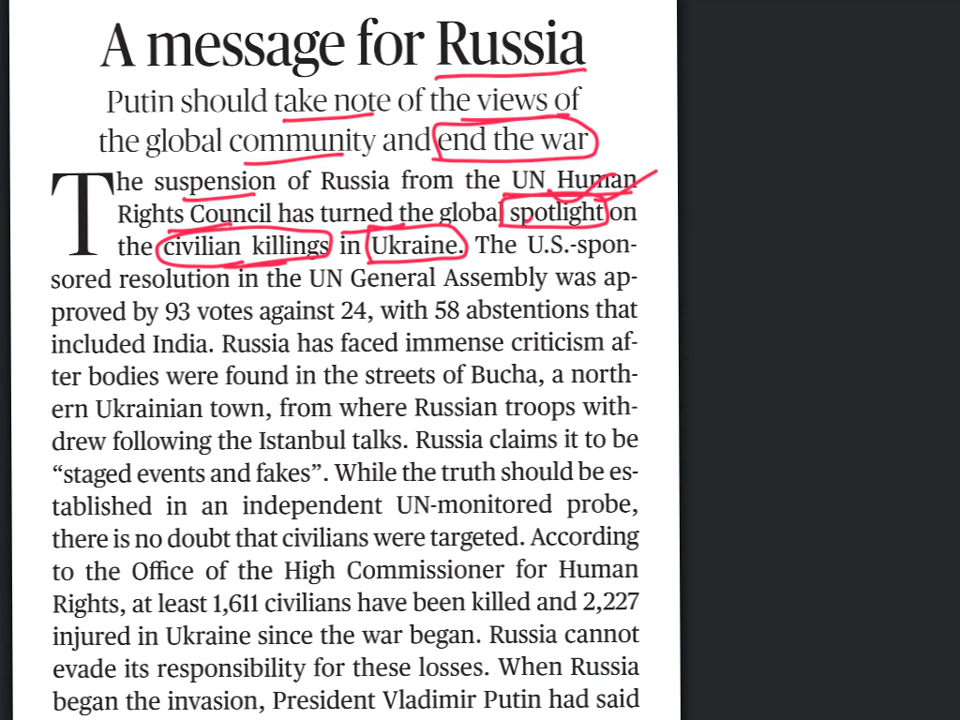 A message for Russia
Putin should take note of the views of
the global community and end the war
The suspension of Russia from the UN Human
Rights Council has turned the global spotlight on
the civilian killings in Ukraine. The U.S.-spon-
sored resolution in the UN General Assembly was ap-
proved by 93 votes against 24, with 58 abstentions that
included India. Russia has faced immense criticism af-
ter bodies were found in the streets of Bucha, a north-
ern Ukrainian town, from where Russian troops with-
drew following the Istanbul talks. Russia claims it to be
“staged events and fakes”. While the truth should be es-
tablished in an independent UN-monitored probe,
there is no doubt that civilians were targeted. According
to the Office of the High Commissioner for Human
Rights, at least 1,611 civilians have been killed and 2,227
injured in Ukraine since the war began. Russia cannot
evade its responsibility for these losses. When Russia
began the invasion, President Vladimir Putin had said